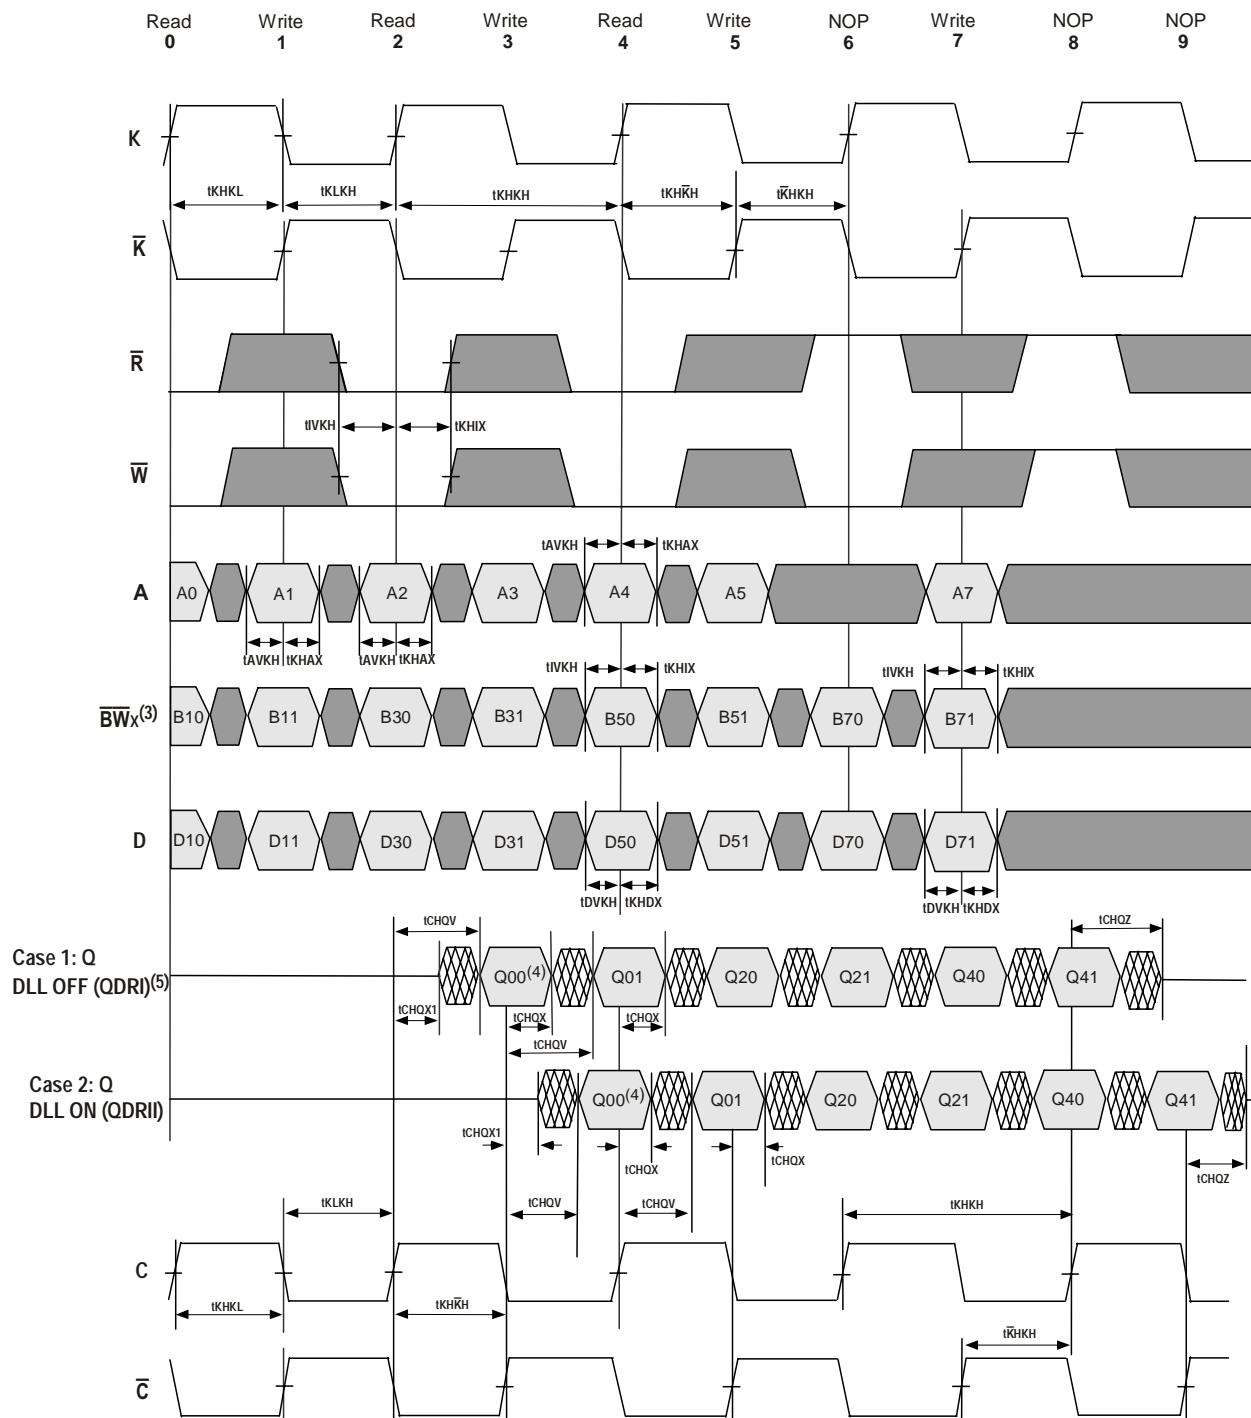 Read Write Read Write Read Write NOP Write NOP NOP
0 1 2 3 4 5 6 7 8 9
K
tKHKL tKLKH tKHKH tKHK̅H tK̅HKH
K̅
R̅
tIVKH tKHIX
W̅
tAVKH tKHAX
A A0 A1 A2 A3 A4 A5 A7
tAVKH tKHAX tAVKH tKHAX
tIVKH tKHIX tIVKH tKHIX
B̅W̅x(3) B10 B11 B30 B31 B50 B51 B70 B71
D D10 D11 D30 D31 D50 D51 D70 D71
tDVKH tKHDX tDVKH tKHDX
tCHQV tCHQZ
Case 1: Q
DLL OFF (QDRI)(5)
Q00(4) Q01 Q20 Q21 Q40 Q41
tCHQX1 tCHQX tCHQX
tCHQV
Case 2: Q
DLL ON (QDRII)
Q00(4) Q01 Q20 Q21 Q40 Q41
tCHQX1 tCHQX tCHQX tCHQZ
tKLKH tCHQV tCHQV tKHKH
C
tKHKL tKHK̅H
tK̅HKH
C̅